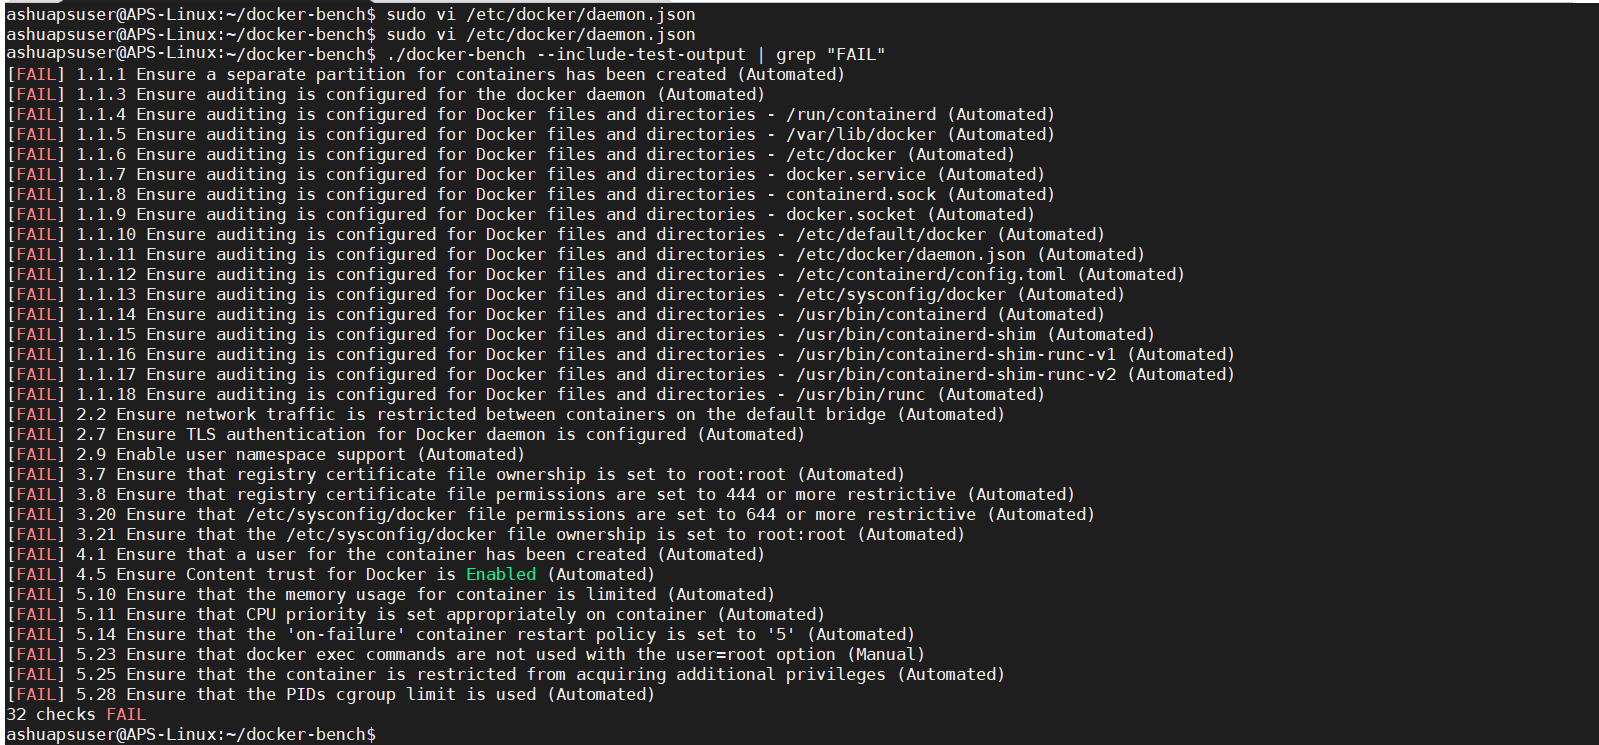 ashuapsuser@APS-Linux:~/docker-bench$ sudo vi /etc/docker/daemon.json
ashuapsuser@APS-Linux:~/docker-bench$ sudo vi /etc/docker/daemon.json
ashuapsuser@APS-Linux:~/docker-bench$ ./docker-bench --include-test-output | grep "FAIL"
[FAIL] 1.1.1 Ensure a separate partition for containers has been created (Automated)
[FAIL] 1.1.3 Ensure auditing is configured for the docker daemon (Automated)
[FAIL] 1.1.4 Ensure auditing is configured for Docker files and directories - /run/containerd (Automated)
[FAIL] 1.1.5 Ensure auditing is configured for Docker files and directories - /var/lib/docker (Automated)
[FAIL] 1.1.6 Ensure auditing is configured for Docker files and directories - /etc/docker (Automated)
[FAIL] 1.1.7 Ensure auditing is configured for Docker files and directories - docker.service (Automated)
[FAIL] 1.1.8 Ensure auditing is configured for Docker files and directories - containerd.sock (Automated)
[FAIL] 1.1.9 Ensure auditing is configured for Docker files and directories - docker.socket (Automated)
[FAIL] 1.1.10 Ensure auditing is configured for Docker files and directories - /etc/default/docker (Automated)
[FAIL] 1.1.11 Ensure auditing is configured for Docker files and directories - /etc/docker/daemon.json (Automated)
[FAIL] 1.1.12 Ensure auditing is configured for Docker files and directories - /etc/containerd/config.toml (Automated)
[FAIL] 1.1.13 Ensure auditing is configured for Docker files and directories - /etc/sysconfig/docker (Automated)
[FAIL] 1.1.14 Ensure auditing is configured for Docker files and directories - /usr/bin/containerd (Automated)
[FAIL] 1.1.15 Ensure auditing is configured for Docker files and directories - /usr/bin/containerd-shim (Automated)
[FAIL] 1.1.16 Ensure auditing is configured for Docker files and directories - /usr/bin/containerd-shim-runc-v1 (Automated)
[FAIL] 1.1.17 Ensure auditing is configured for Docker files and directories - /usr/bin/containerd-shim-runc-v2 (Automated)
[FAIL] 1.1.18 Ensure auditing is configured for Docker files and directories - /usr/bin/runc (Automated)
[FAIL] 2.2 Ensure network traffic is restricted between containers on the default bridge (Automated)
[FAIL] 2.7 Ensure TLS authentication for Docker daemon is configured (Automated)
[FAIL] 2.9 Enable user namespace support (Automated)
[FAIL] 3.7 Ensure that registry certificate file ownership is set to root:root (Automated)
[FAIL] 3.8 Ensure that registry certificate file permissions are set to 444 or more restrictive (Automated)
[FAIL] 3.20 Ensure that /etc/sysconfig/docker file permissions are set to 644 or more restrictive (Automated)
[FAIL] 3.21 Ensure that the /etc/sysconfig/docker file ownership is set to root:root (Automated)
[FAIL] 4.1 Ensure that a user for the container has been created (Automated)
[FAIL] 4.5 Ensure Content trust for Docker is Enabled (Automated)
[FAIL] 5.10 Ensure that the memory usage for container is limited (Automated)
[FAIL] 5.11 Ensure that CPU priority is set appropriately on container (Automated)
[FAIL] 5.14 Ensure that the 'on-failure' container restart policy is set to '5' (Automated)
[FAIL] 5.23 Ensure that docker exec commands are not used with the user=root option (Manual)
[FAIL] 5.25 Ensure that the container is restricted from acquiring additional privileges (Automated)
[FAIL] 5.28 Ensure that the PIDs cgroup limit is used (Automated)
32 checks FAIL
ashuapsuser@APS-Linux:~/docker-bench$